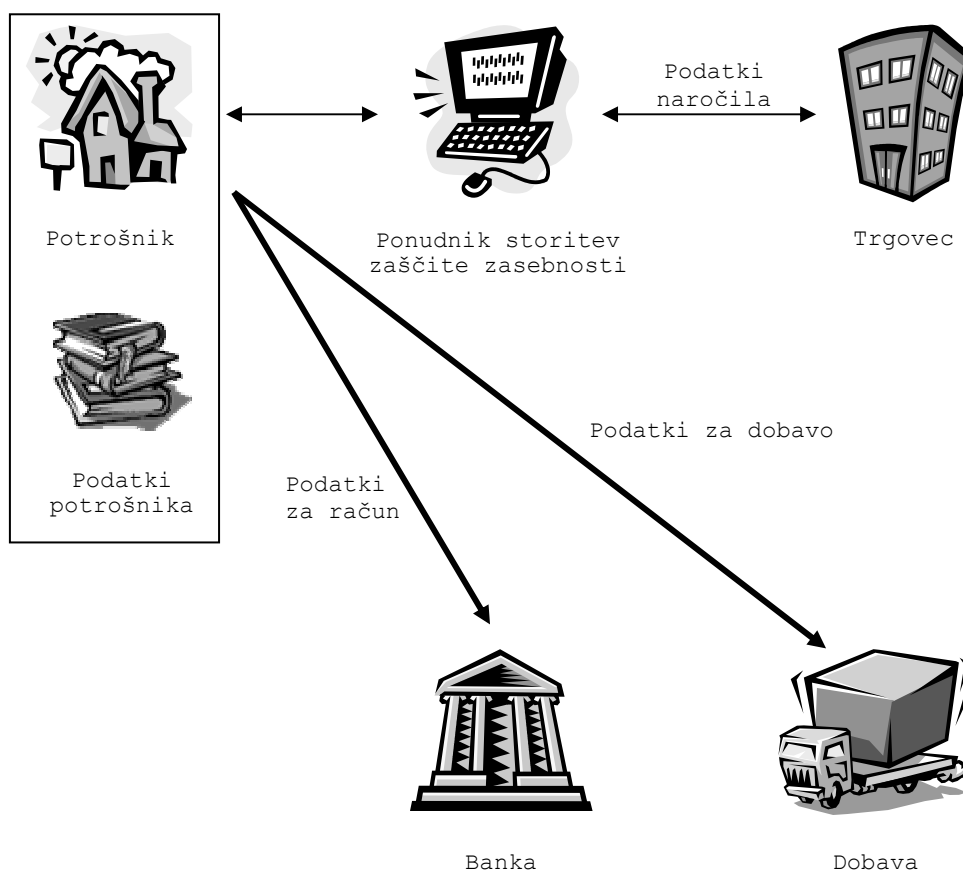 Podatki
naročila
Potrošnik
Ponudnik storitev
zaščite zasebnosti
Trgovec
Podatki za dobavo
Podatki
potrošnika
Podatki
za račun
Banka
Dobava